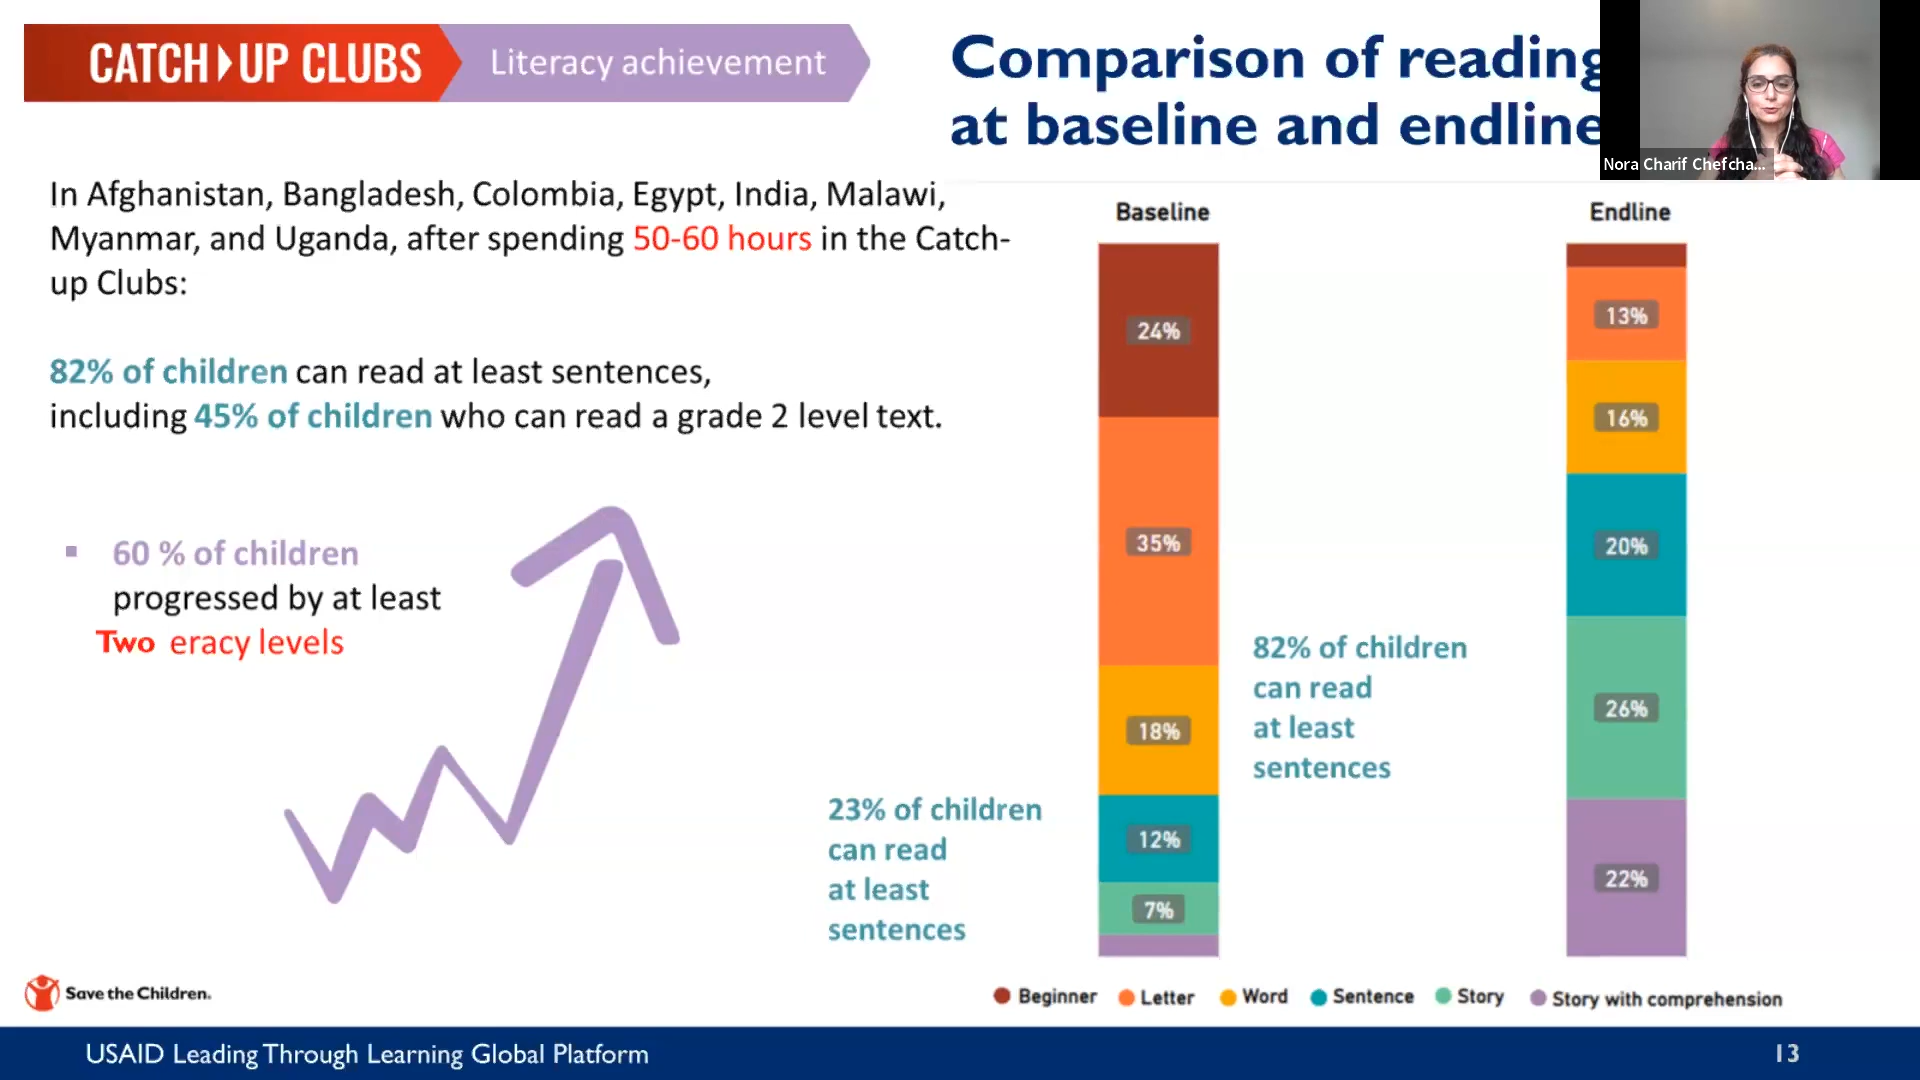 CATCH UP CLUBS
Literacy achievement
Comparison of reading
at baseline and endline
Nora Charif Chefcha...
In Afghanistan, Bangladesh, Colombia, Egypt, India, Malawi,
Myanmar, and Uganda, after spending 50-60 hours in the Catch-
up Clubs:
82% of children can read at least sentences,
including 45% of children who can read a grade 2 level text.
▪ 60 % of children
progressed by at least
Two eracy levels
23% of children
can read
at least
sentences
Baseline
24%
35%
18%
12%
7%
82% of children
can read
at least
sentences
Endline
13%
16%
20%
26%
22%
Beginner Letter Word Sentence Story Story with comprehension
Save the Children.
USAID Leading Through Learning Global Platform
13